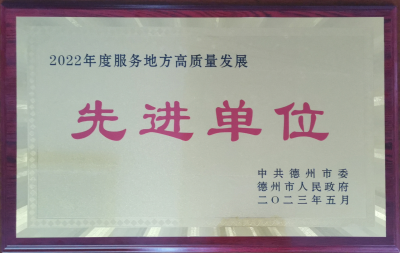 2022年度服务地方高质量发展
先进单位
中共德州市委
德州市人民政府
二〇二三年五月